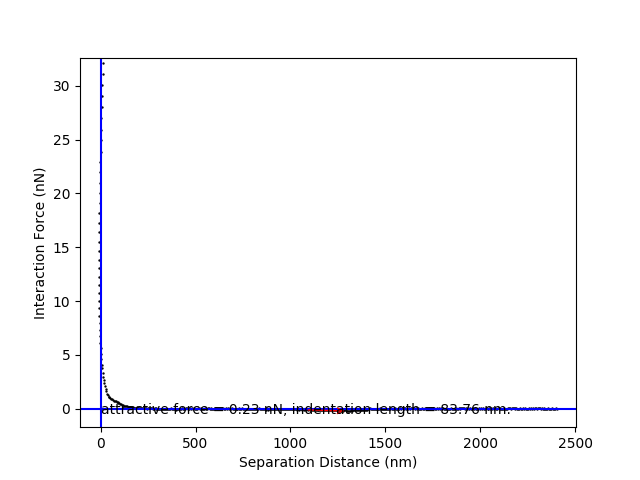 30
25
20
15
10
5
0
Interaction Force (nN)
attractive force = 0.23 nN, indentation length = 83.76 nm.
0 500 1000 1500 2000 2500
Separation Distance (nm)